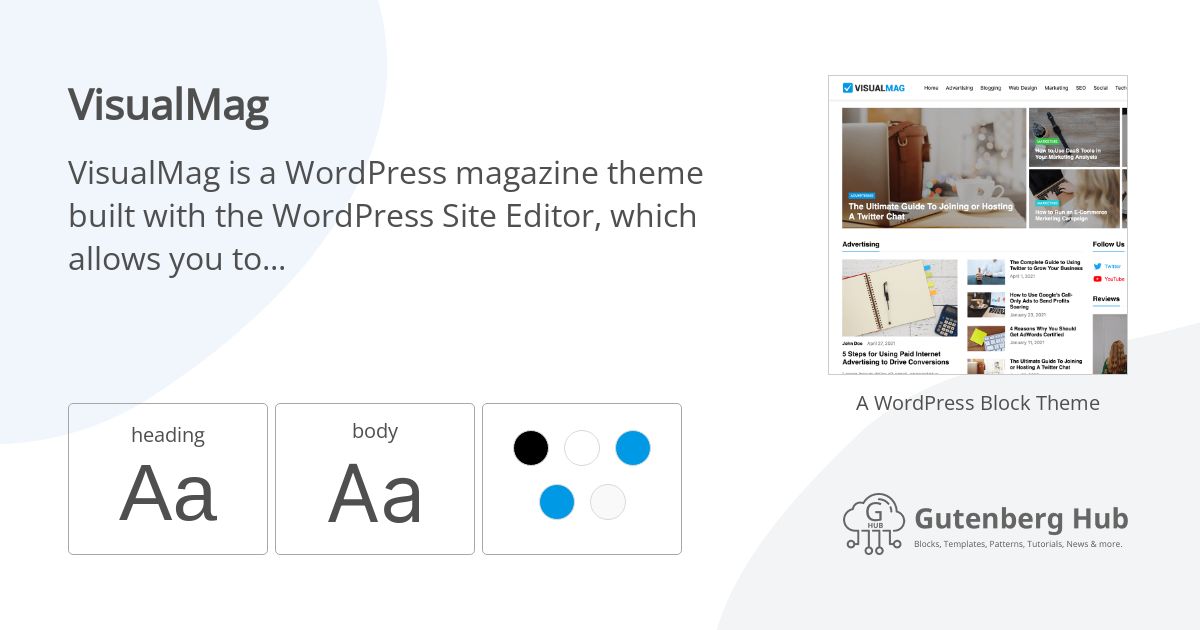 VisualMag
VisualMag is a WordPress magazine theme
built with the WordPress Site Editor, which
allows you to...
heading
Aa
body
Aa
VISUALMAG
Home Advertising Blogging Web Design Marketing SEO Social Tech
ADVERTISING
The Ultimate Guide To Joining or Hosting
A Twitter Chat
MARKETING
How to Use DaaS Tools in
Your Marketing Analysis
MARKETING
How to Run an E-Commerce
Marketing Campaign
Advertising
John Doe April 27, 2021
5 Steps for Using Paid Internet
Advertising to Drive Conversions
The Complete Guide to Using
Twitter to Grow Your Business
April 1, 2021
How to Use Google's Call-
Only Ads to Send Profits
Soaring
January 23, 2021
4 Reasons Why You Should
Get AdWords Certified
January 11, 2021
The Ultimate Guide To Joining
or Hosting A Twitter Chat
Follow Us
Twitter
YouTube
Reviews
A WordPress Block Theme
G
HUB
Gutenberg Hub
Blocks, Templates, Patterns, Tutorials, News & more.